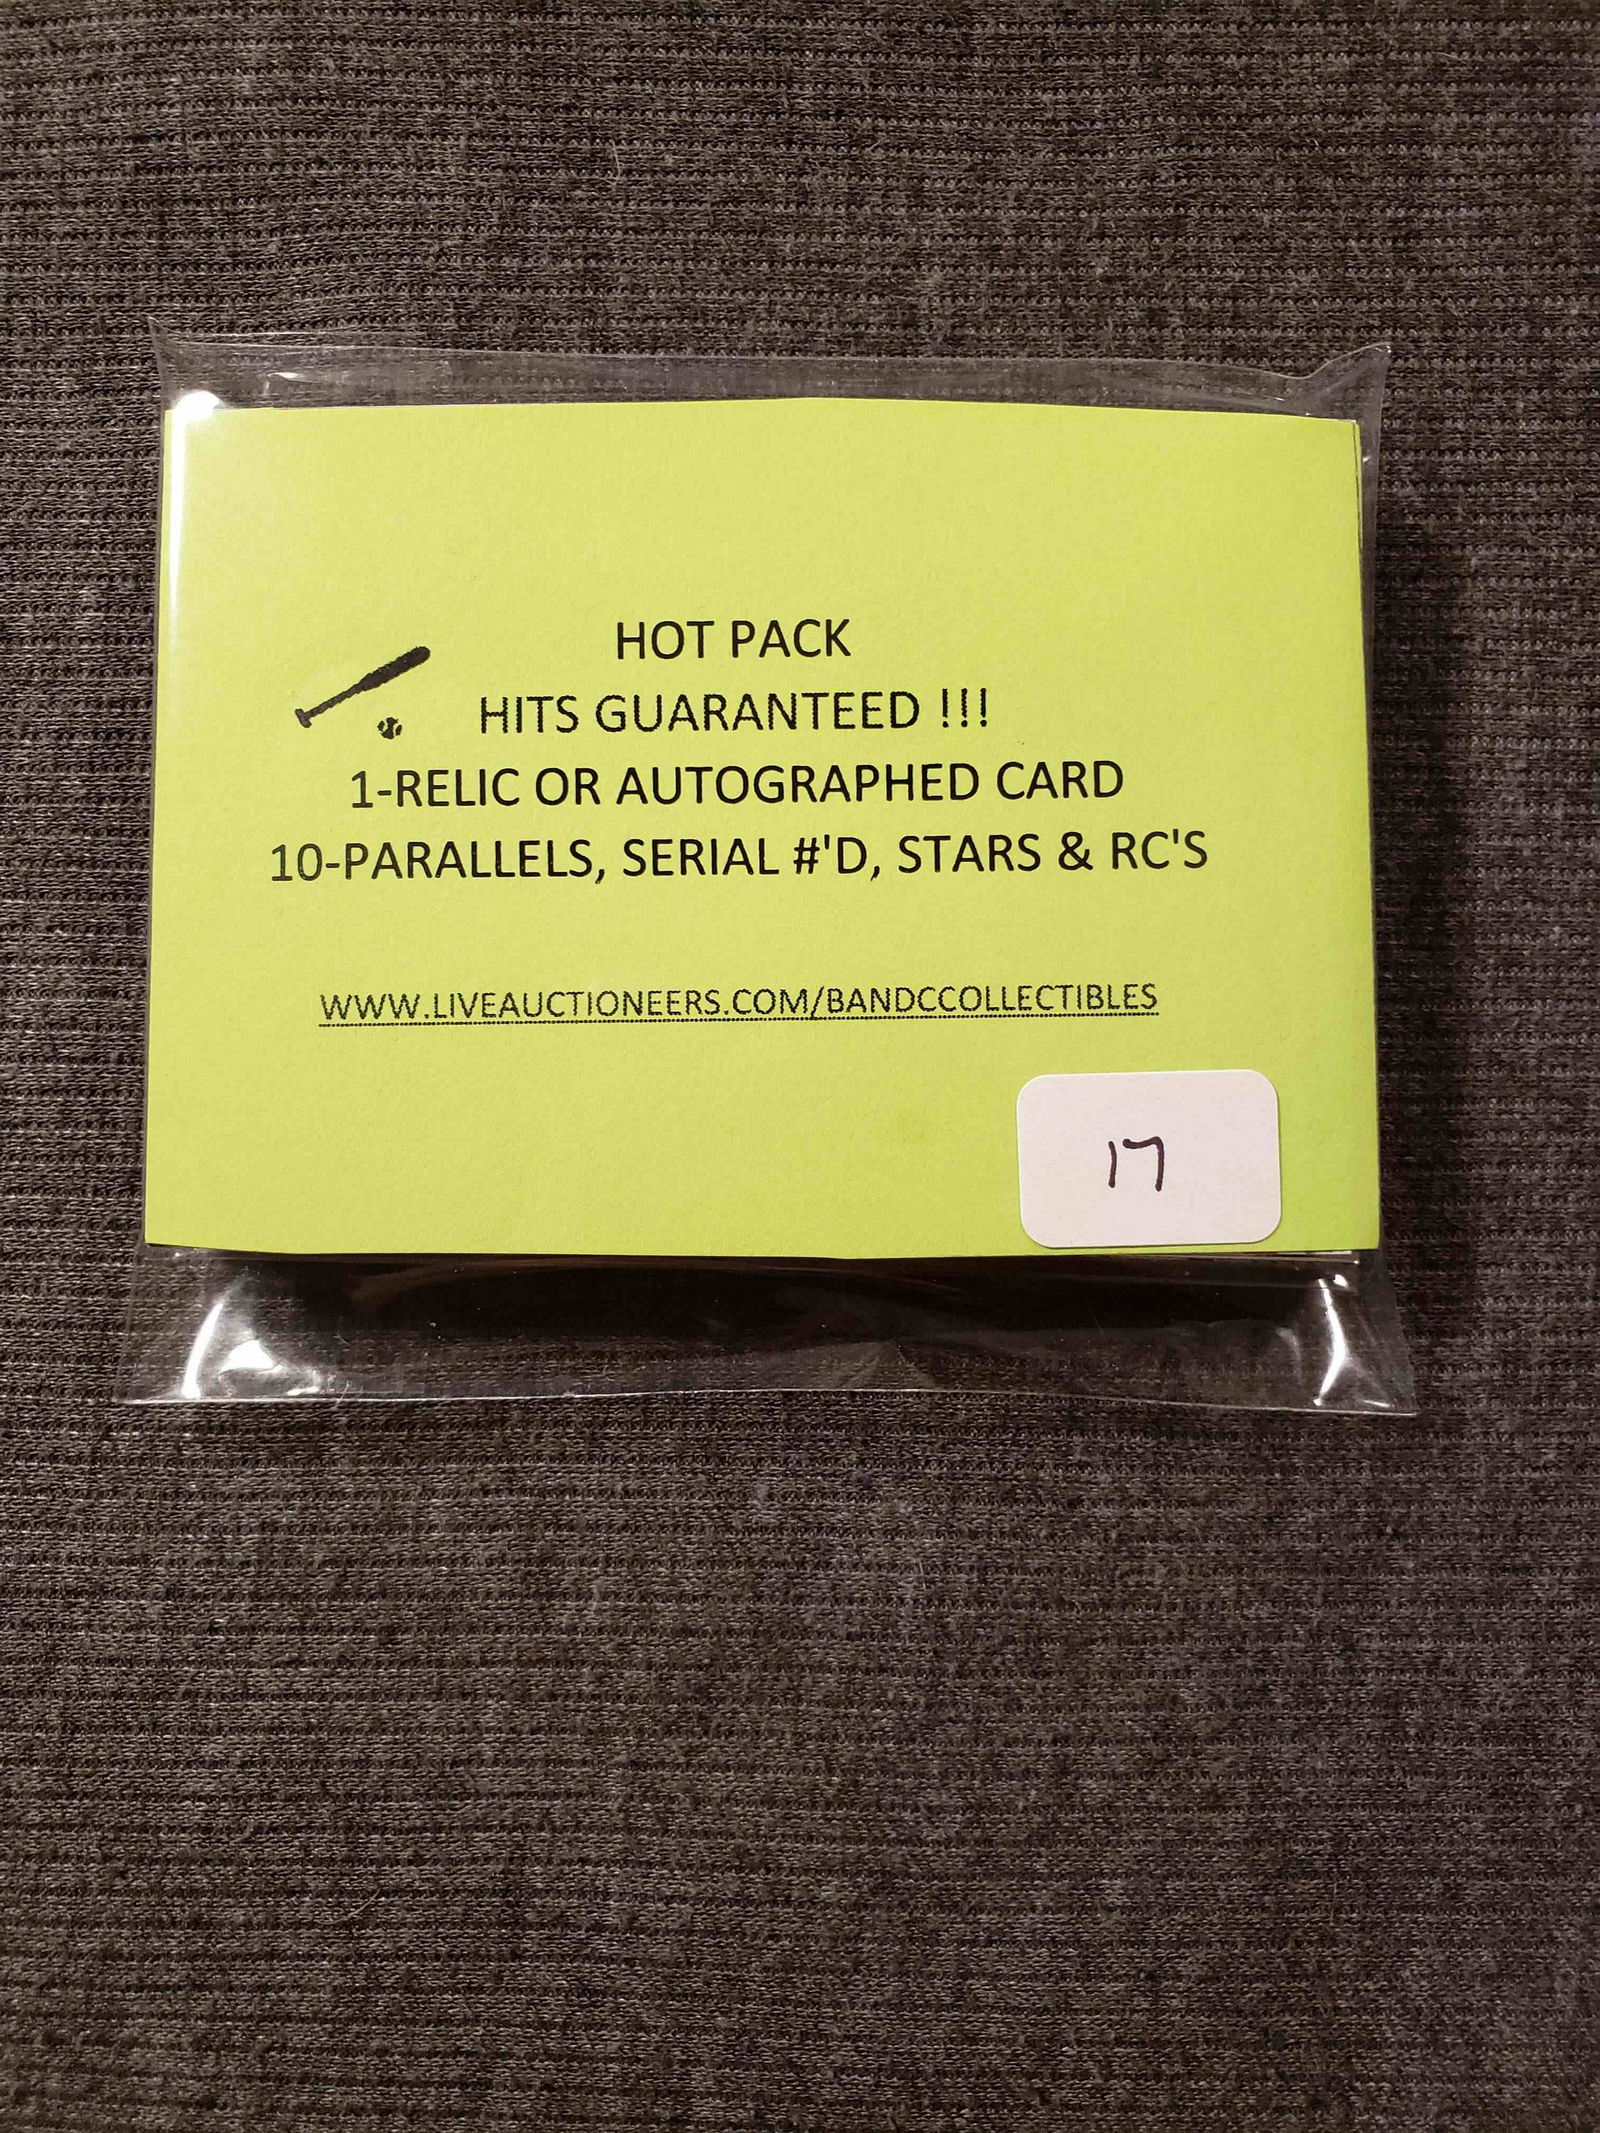 HOT PACK
HITS GUARANTEED !!!
1-RELIC OR AUTOGRAPHED CARD
10-PARALLELS, SERIAL #'D, STARS & RC'S
WWW.LIVEAUCTIONEERS.COM/BANDCCOLLECTIBLES
17